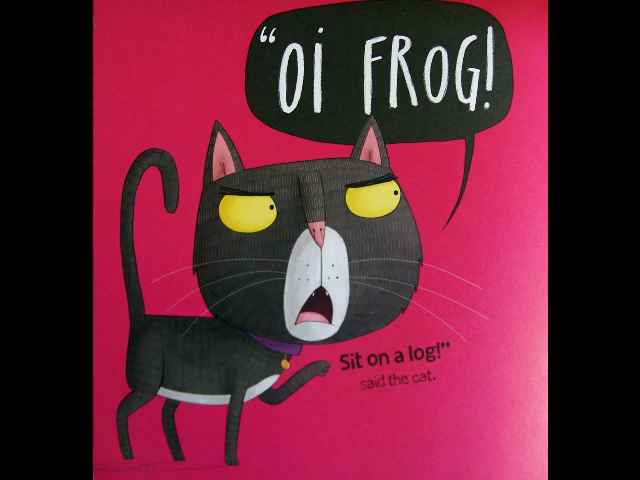 “OI FROG!
Sit on a log!”
said the cat.